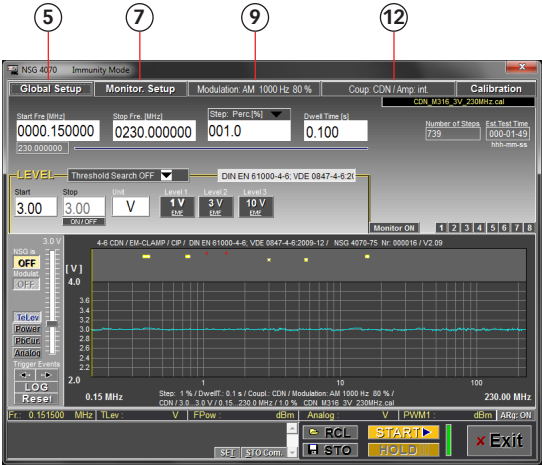 5 7 9 12
NSG 4070 Immunity Mode
Global Setup Monitor. Setup Modulation: AM 1000 Hz 80 % Coup: CDN / Amp: int. Calibration
CDN_M316_3V_230MHz.cal
Start Fre [MHz] Stop Fre. [MHz] Step: Perc.[%] Dwell Time [s]
0000.150000 0230.000000 001.0 0.100
Number of Steps Est Test Time
739 000-01-49
hhh-mm-ss
230.000000
LEVEL Threshold Search OFF DIN EN 61000-4-6; VDE 0847-4-6:20
Start Stop Unit Level 1 Level 2 Level 3
3.00 3.00 V 1 V 3 V 10 V
ON / OFF EMF EMF EMF
Monitor ON 1 2 3 4 5 6 7 8
NSG is 3.0 V 4-6 CDN / EM-CLAMP / CIP / DIN EN 61000-4-6; VDE 0847-4-6:2009-12 / NSG 4070-75 Nr: 000016 / V2.09
OFF
Modulat.
OFF
[ V ]
4.0
3.6
3.4
3.2
3.0
2.8
2.6
2.4
2.2
2.0
TeLev
Power
PbCur.
Analog
Trigger Events
LOG
Reset
1 10 100
0.15 MHz Step: 1 % / DwellT.: 0.1 s / Coupl.: CDN / Modulation: AM 1000 Hz 80 % / 230.00 MHz
CDN / 3.0...3.0 V / 0.15...230.0 MHz / 1.0 % CDN_M316_3V_230MHz.cal
Fr.: 0.151500 MHz TLev : V FPow : dBm Analog : V PWM1 : dBm ARg: ON
RCL START
SET STO Com. STO HOLD
Exit